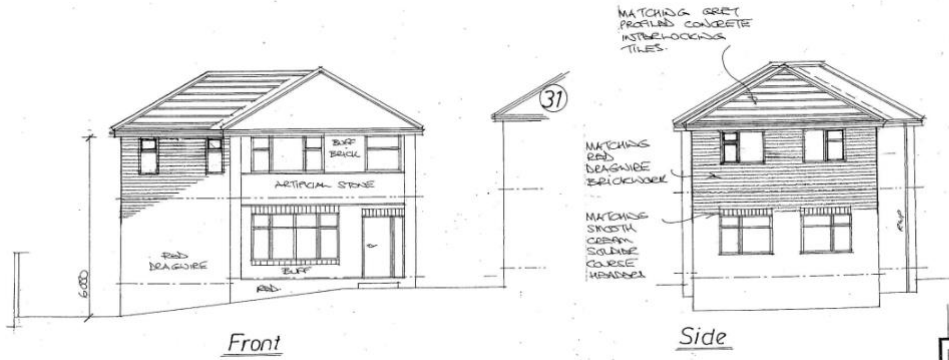 MATCHING GREY
PROFILED CONCRETE
INTERLOCKING
TILES.
31
BUFF
BRICK
ARTIFICIAL STONE
MATCHING
RED
DRAGWIRE
BRICKWORK
MATCHING
SMOOTH
CREAM
SOLDIER
COURSE
HEADERS
RED
DRAGWIRE
BUFF
RED.
6000
Front
Side